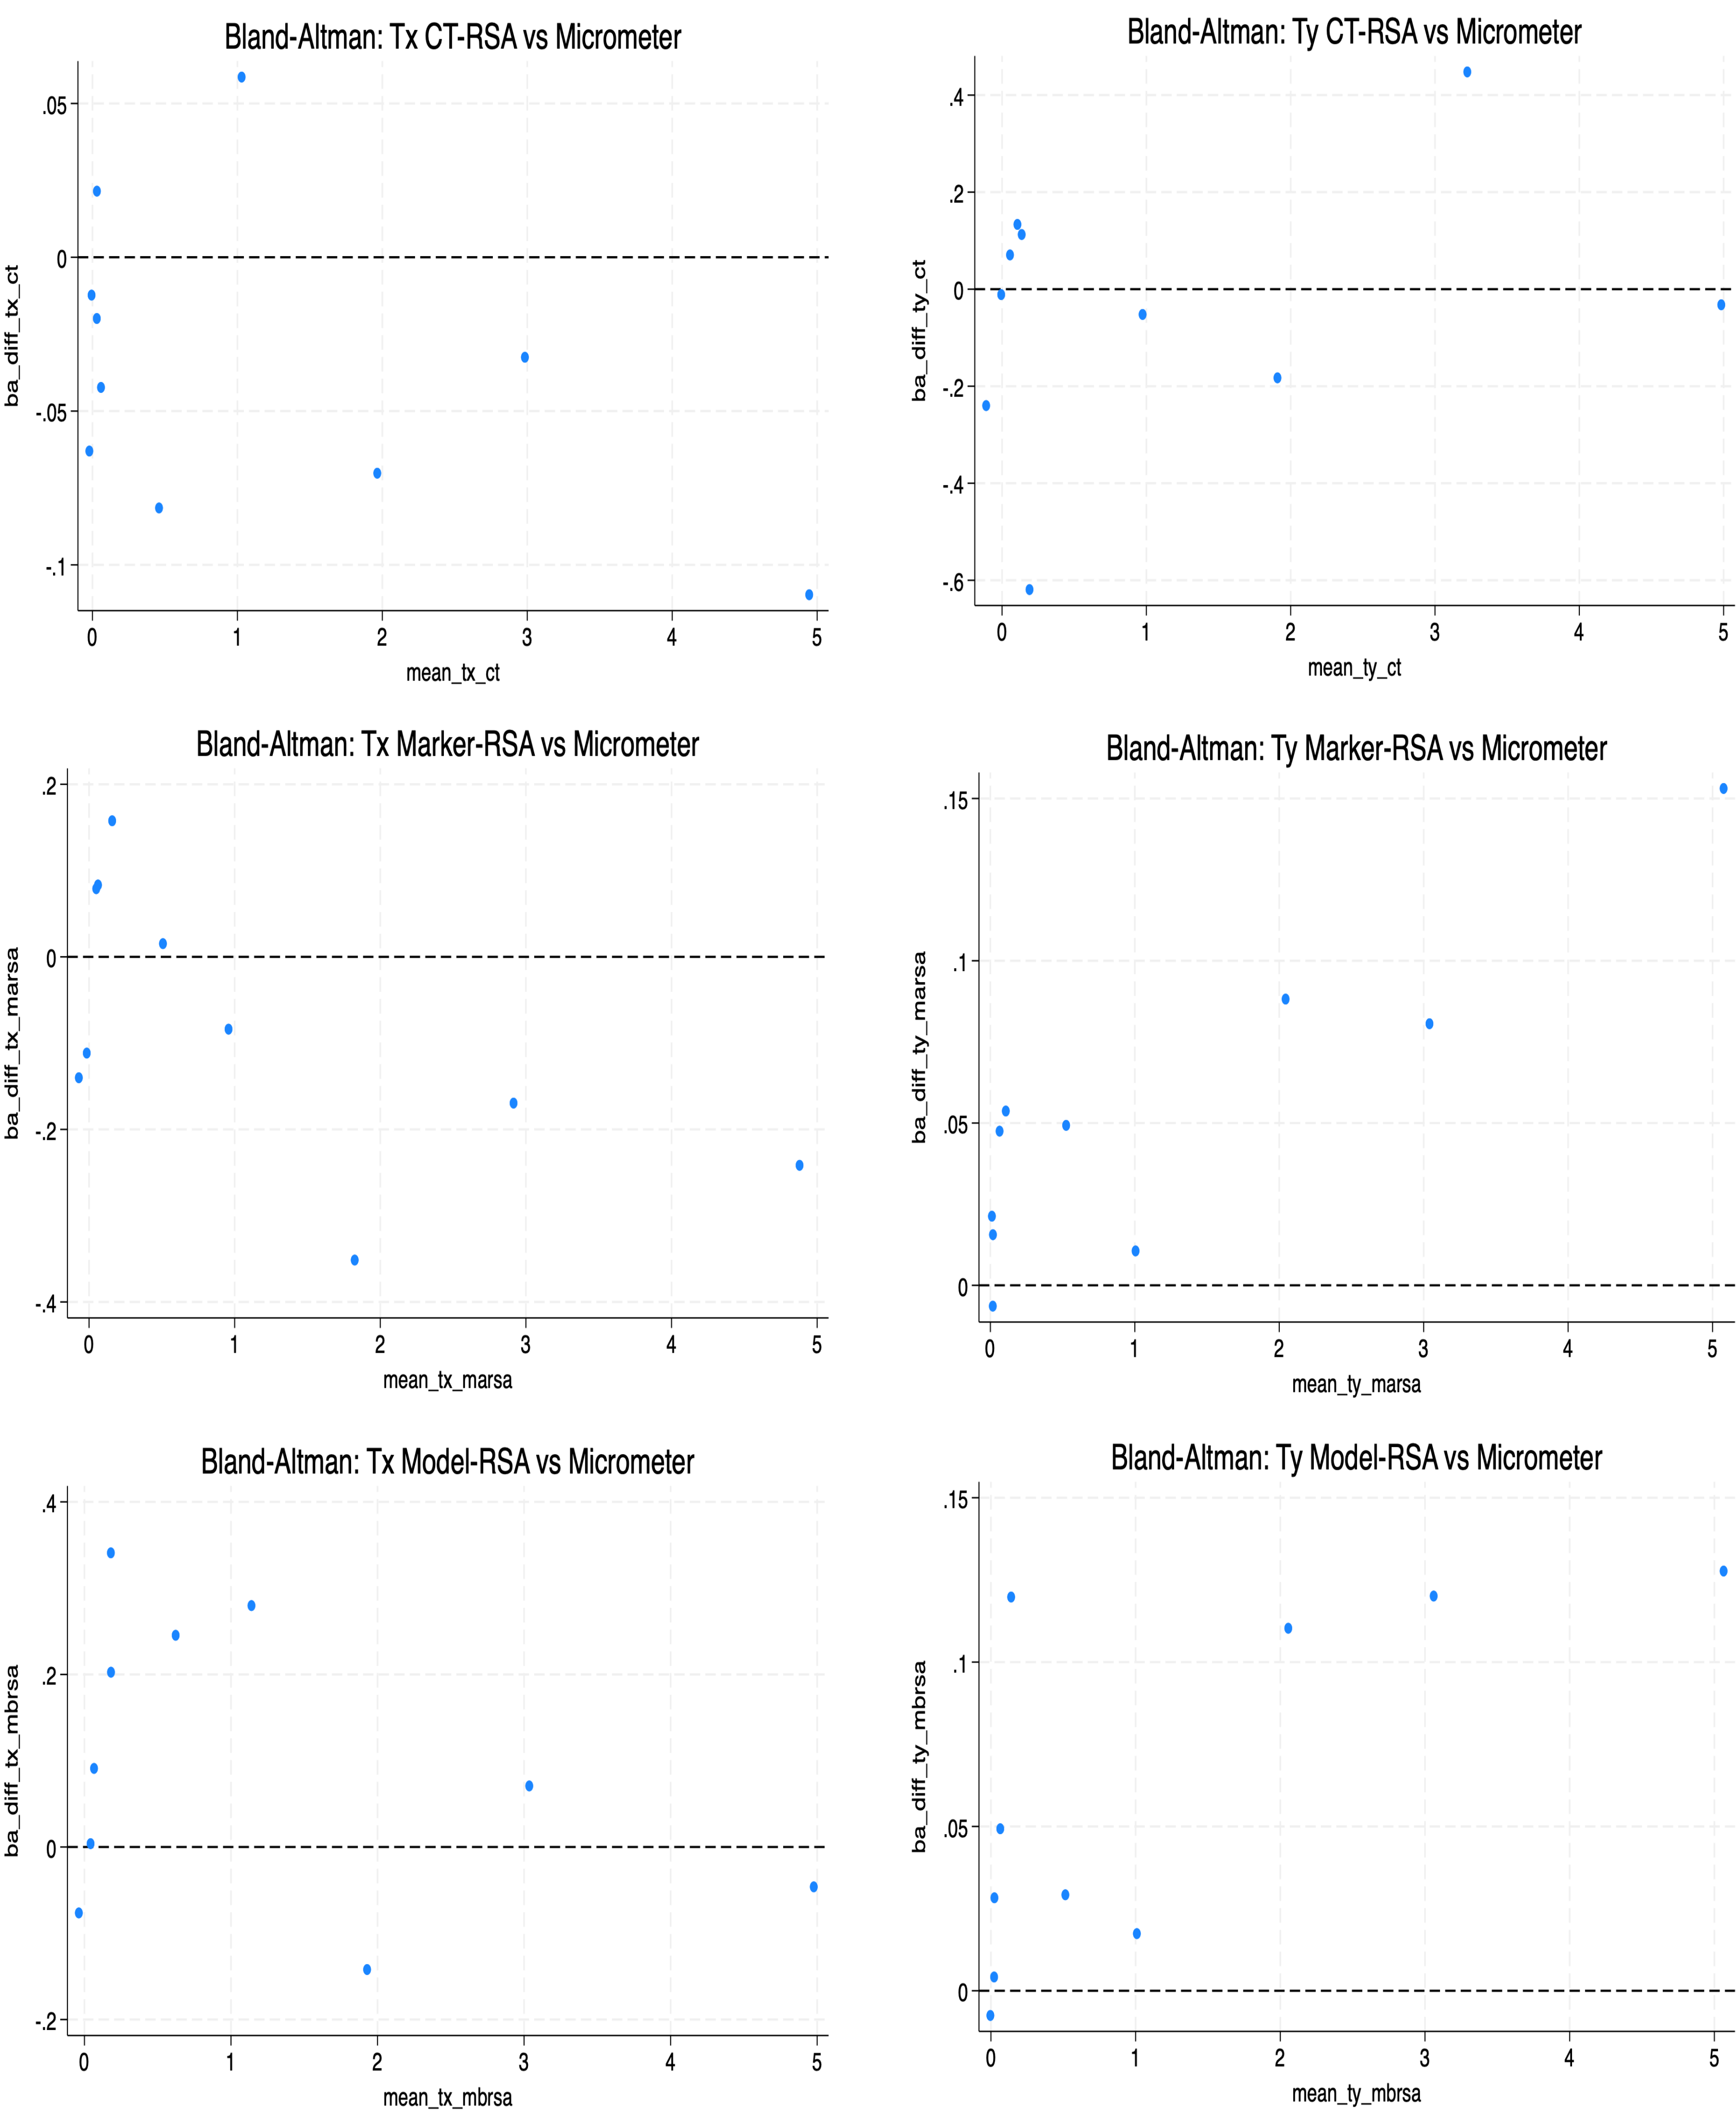 Bland-Altman: Tx CT-RSA vs Micrometer
.05
0
-.05
-.1
ba_diff_tx_ct
0 1 2 3 4 5
mean_tx_ct
Bland-Altman: Ty CT-RSA vs Micrometer
.4
.2
0
-.2
-.4
-.6
ba_diff_ty_ct
0 1 2 3 4 5
mean_ty_ct
Bland-Altman: Tx Marker-RSA vs Micrometer
.2
0
-.2
-.4
ba_diff_tx_marsa
0 1 2 3 4 5
mean_tx_marsa
Bland-Altman: Ty Marker-RSA vs Micrometer
.15
.1
.05
0
ba_diff_ty_marsa
0 1 2 3 4 5
mean_ty_marsa
Bland-Altman: Tx Model-RSA vs Micrometer
.4
.2
0
-.2
ba_diff_tx_mbrsa
0 1 2 3 4 5
mean_tx_mbrsa
Bland-Altman: Ty Model-RSA vs Micrometer
.15
.1
.05
0
ba_diff_ty_mbrsa
0 1 2 3 4 5
mean_ty_mbrsa